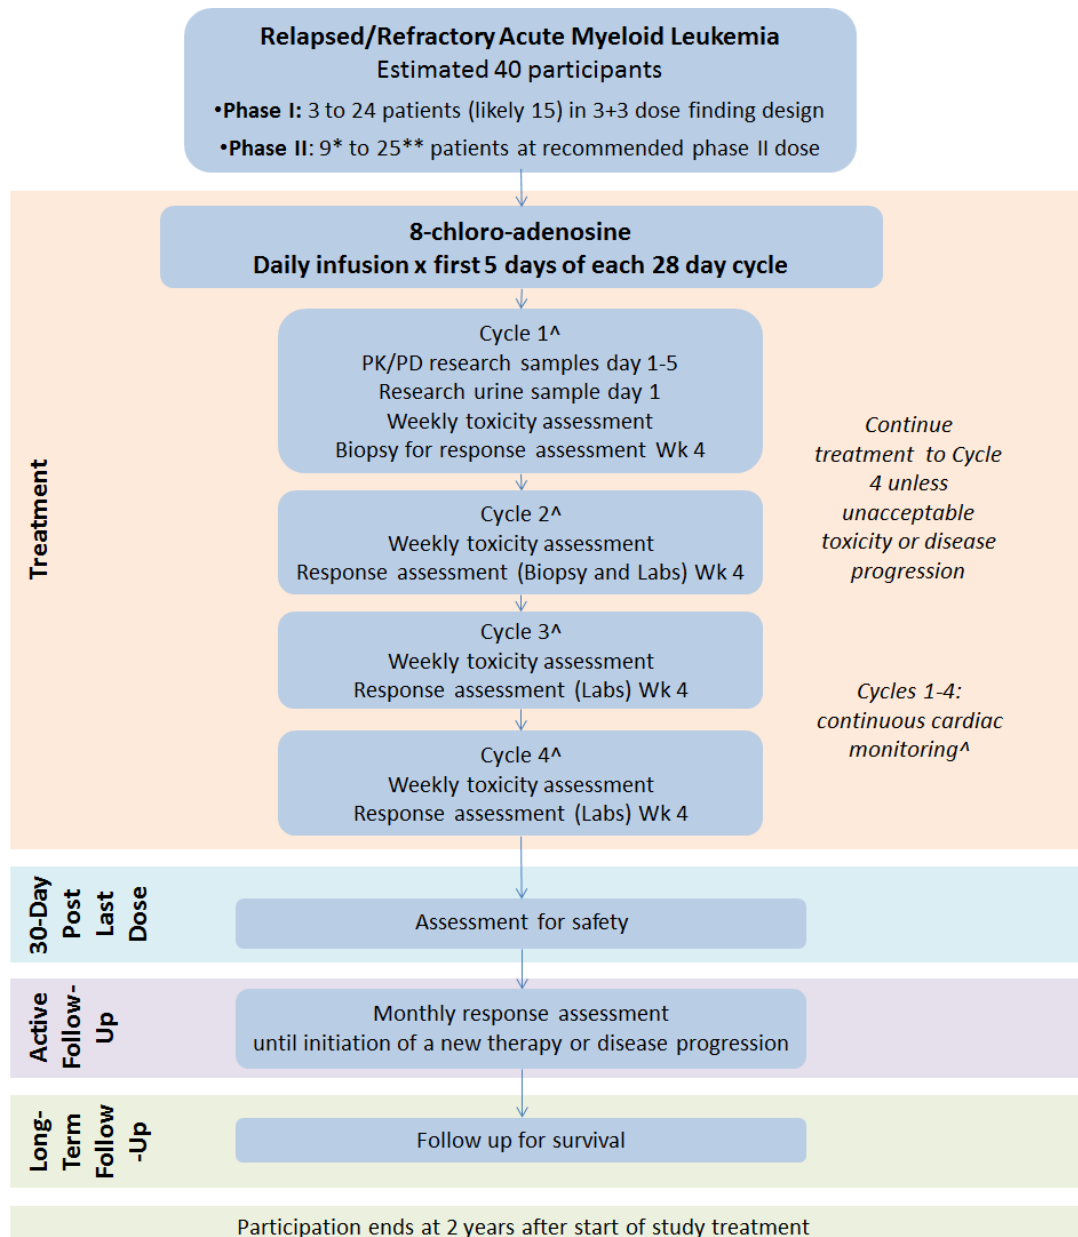 Relapsed/Refractory Acute Myeloid Leukemia
Estimated 40 participants
•Phase I: 3 to 24 patients (likely 15) in 3+3 dose finding design
•Phase II: 9* to 25** patients at recommended phase II dose
Treatment
8-chloro-adenosine
Daily infusion x first 5 days of each 28 day cycle
Cycle 1^
PK/PD research samples day 1-5
Research urine sample day 1
Weekly toxicity assessment
Biopsy for response assessment Wk 4
Cycle 2^
Weekly toxicity assessment
Response assessment (Biopsy and Labs) Wk 4
Cycle 3^
Weekly toxicity assessment
Response assessment (Labs) Wk 4
Cycle 4^
Weekly toxicity assessment
Response assessment (Labs) Wk 4
Continue
treatment to Cycle
4 unless
unacceptable
toxicity or disease
progression
Cycles 1-4:
continuous cardiac
monitoring^
30-Day
Post
Last
Dose
Assessment for safety
Active
Follow-
Up
Monthly response assessment
until initiation of a new therapy or disease progression
Long-
Term
Follow
-Up
Follow up for survival
Participation ends at 2 years after start of study treatment